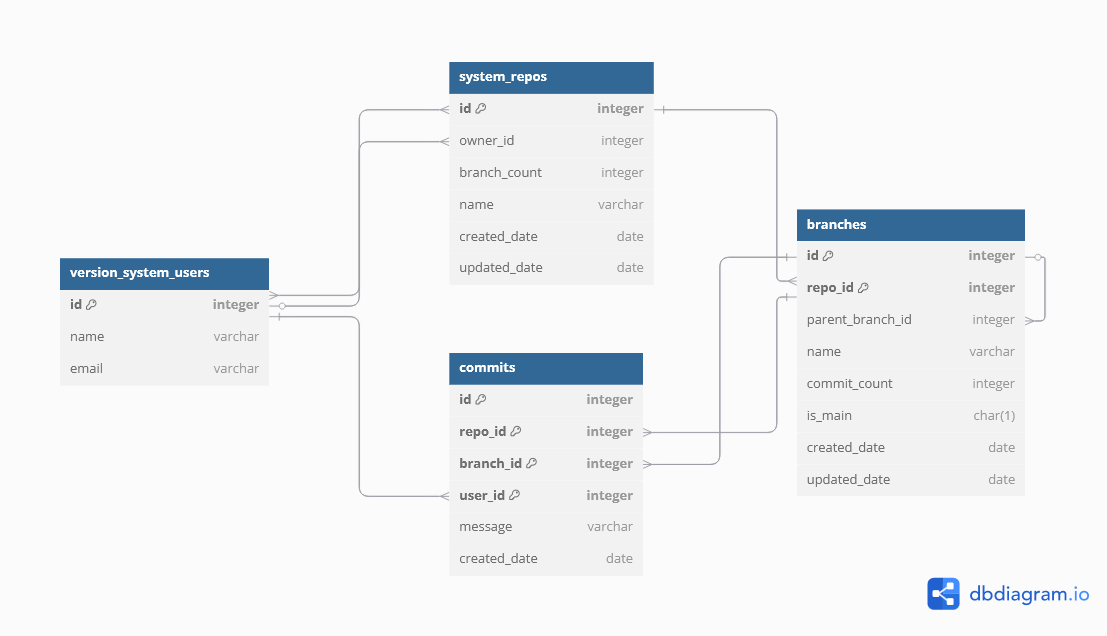 system_repos
id integer
owner_id integer
branch_count integer
name varchar
created_date date
updated_date date
version_system_users
id integer
name varchar
email varchar
branches
id integer
repo_id integer
parent_branch_id integer
name varchar
commit_count integer
is_main char(1)
created_date date
updated_date date
commits
id integer
repo_id integer
branch_id integer
user_id integer
message varchar
created_date date
dbdiagram.io